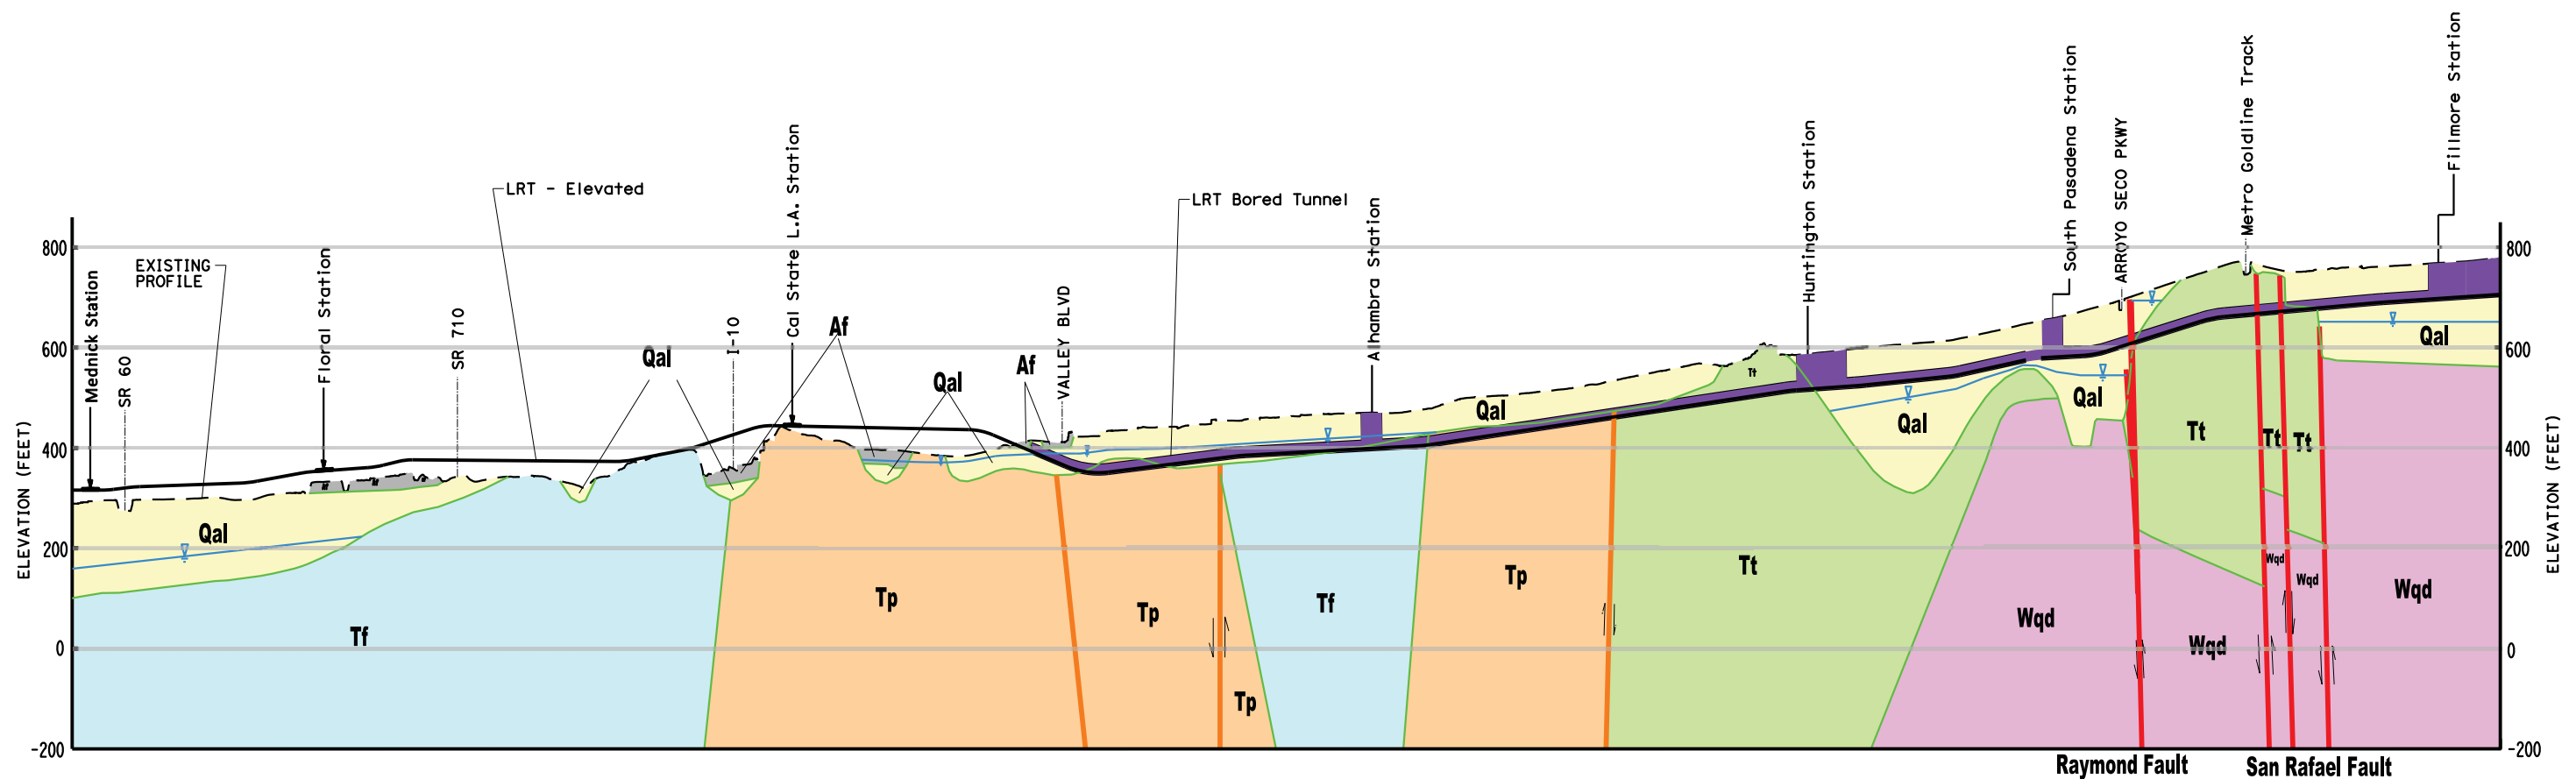 Fillmore Station
Metro Goldline Track
South Pasadena Station
ARROYO SECO PKWY
Huntington Station
Cal State L.A. Station
LRT - Elevated
LRT Bored Tunnel
Alhambra Station
800
800
EXISTING
PROFILE
Mednick Station
SR 60
Floral Station
SR 710
I-10
VALLEY BLVD
Af
Af
Qal
Qal
Qal
Qal
Qal
Qal
Qal
Qal
Tt
600
600
400
400
200
200
0
0
-200
-200
ELEVATION (FEET)
ELEVATION (FEET)
Af
Af
Tt
Tt
Tt
Tt
Tf
Tp
Tp
Tp
Tf
Tp
Wqd
Wqd
Wqd
Wqd
Wqd
Raymond Fault
San Rafael Fault